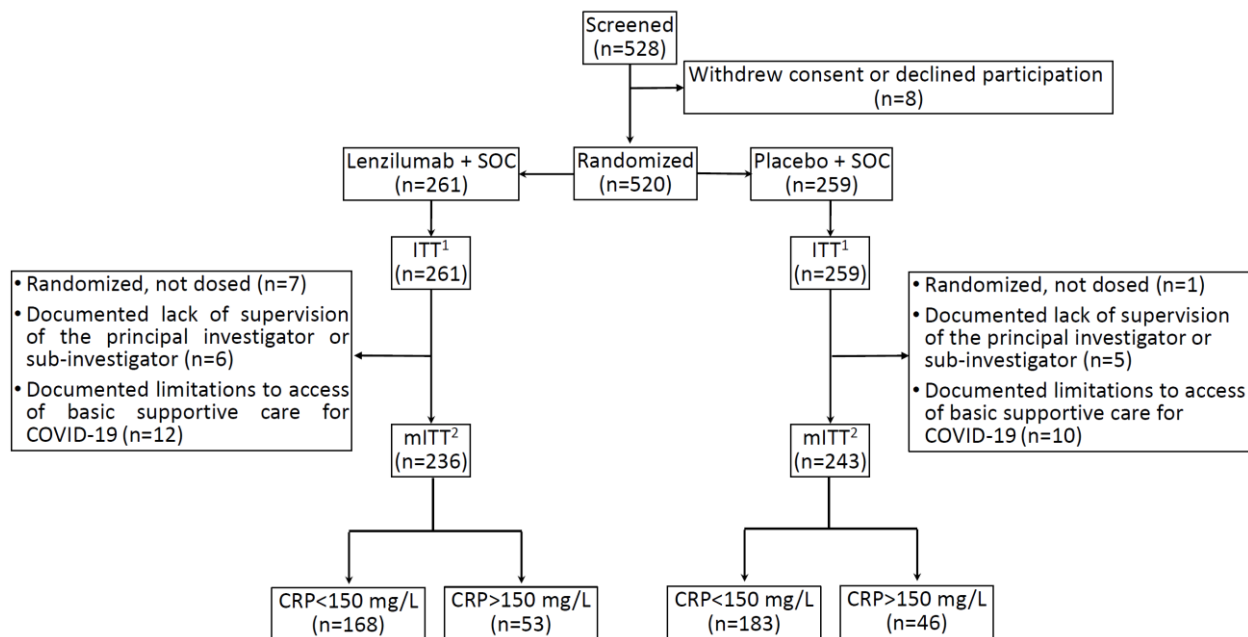 Screened
(n=528)
Withdrew consent or declined participation
(n=8)
Lenzilumab + SOC
(n=261)
Randomized
(n=520)
Placebo + SOC
(n=259)
ITT¹
(n=261)
ITT¹
(n=259)
• Randomized, not dosed (n=7)
• Documented lack of supervision
of the principal investigator or
sub-investigator (n=6)
• Documented limitations to access
of basic supportive care for
COVID-19 (n=12)
• Randomized, not dosed (n=1)
• Documented lack of supervision
of the principal investigator or
sub-investigator (n=5)
• Documented limitations to access
of basic supportive care for
COVID-19 (n=10)
mITT²
(n=236)
mITT²
(n=243)
CRP<150 mg/L
(n=168)
CRP>150 mg/L
(n=53)
CRP<150 mg/L
(n=183)
CRP>150 mg/L
(n=46)